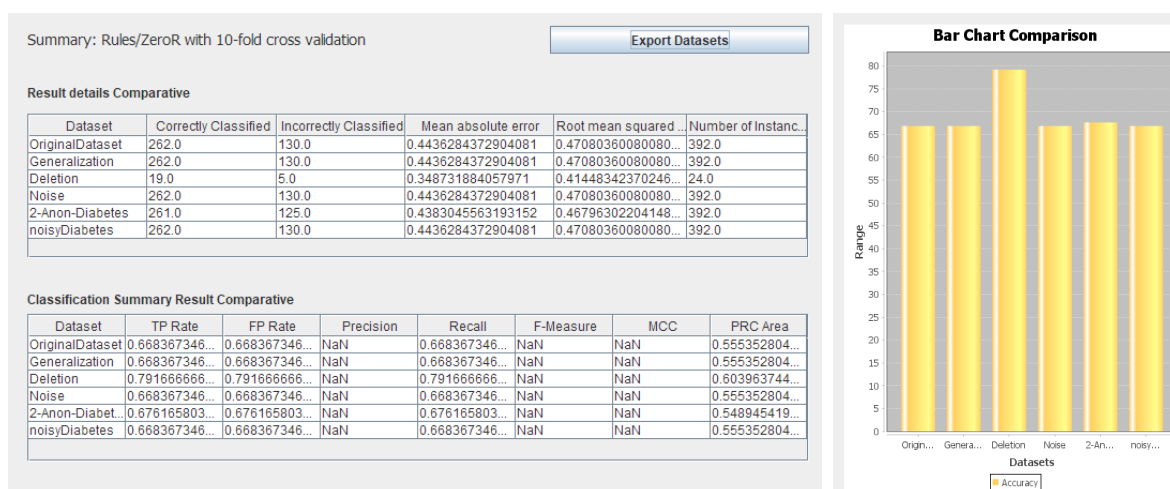 Summary: Rules/ZeroR with 10-fold cross validation
Export Datasets
Result details Comparative
Dataset Correctly Classified Incorrectly Classified Mean absolute error Root mean squared ... Number of Instanc...
OriginalDataset 262.0 130.0 0.4436284372904081 0.47080360080080... 392.0
Generalization 262.0 130.0 0.4436284372904081 0.47080360080080... 392.0
Deletion 19.0 5.0 0.348731884057971 0.41448342370246... 24.0
Noise 262.0 130.0 0.4436284372904081 0.47080360080080... 392.0
2-Anon-Diabetes 261.0 125.0 0.4383045563193152 0.46796302204148... 392.0
noisyDiabetes 262.0 130.0 0.4436284372904081 0.47080360080080... 392.0
Classification Summary Result Comparative
Dataset TP Rate FP Rate Precision Recall F-Measure MCC PRC Area
OriginalDataset 0.668367346... 0.668367346... NaN 0.668367346... NaN NaN 0.555352804...
Generalization 0.668367346... 0.668367346... NaN 0.668367346... NaN NaN 0.555352804...
Deletion 0.791666666... 0.791666666... NaN 0.791666666... NaN NaN 0.603963744...
Noise 0.668367346... 0.668367346... NaN 0.668367346... NaN NaN 0.555352804...
2-Anon-Diabet... 0.676165803... 0.676165803... NaN 0.676165803... NaN NaN 0.548945419...
noisyDiabetes 0.668367346... 0.668367346... NaN 0.668367346... NaN NaN 0.555352804...
Bar Chart Comparison
80
75
70
65
60
55
50
45
40
35
30
25
20
15
10
5
0
Range
Origin... Genera... Deletion Noise 2-An... noisy...
Datasets
Accuracy